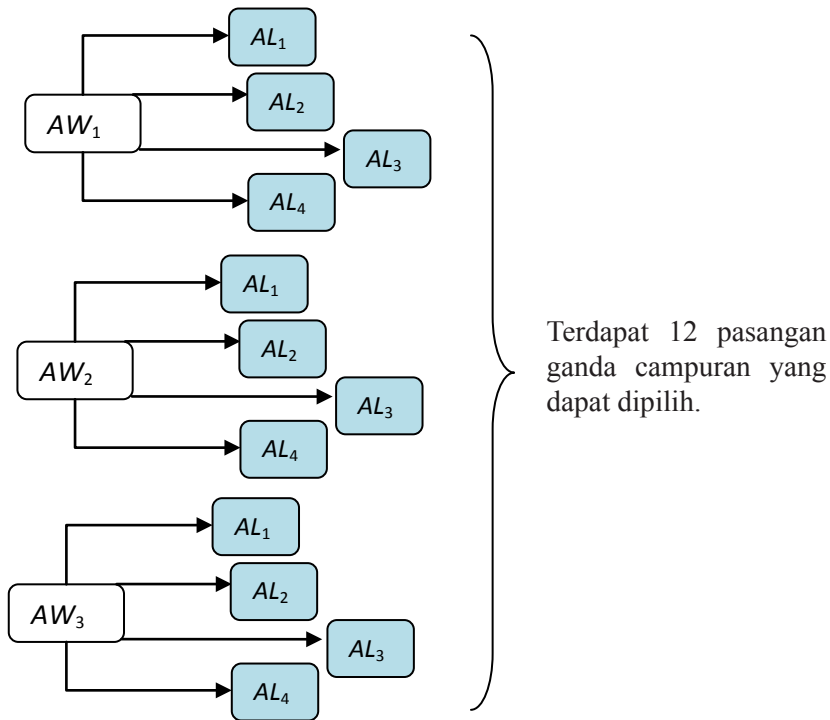 AL₁
AL₂
AW₁
AL₃
AL₄
AL₁
AL₂
AW₂
AL₃
AL₄
AL₁
AL₂
AW₃
AL₃
AL₄
Terdapat 12 pasangan
ganda campuran yang
dapat dipilih.